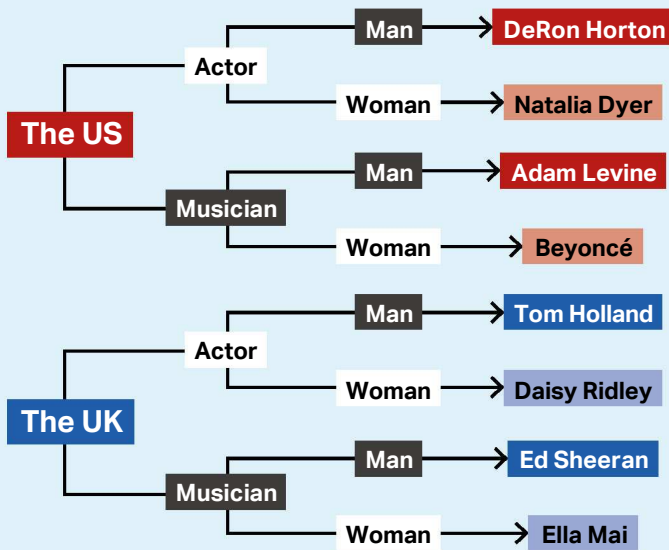 Man
DeRon Horton
Actor
Woman
Natalia Dyer
The US
Man
Adam Levine
Musician
Woman
Beyoncé
Man
Tom Holland
Actor
Woman
Daisy Ridley
The UK
Man
Ed Sheeran
Musician
Woman
Ella Mai